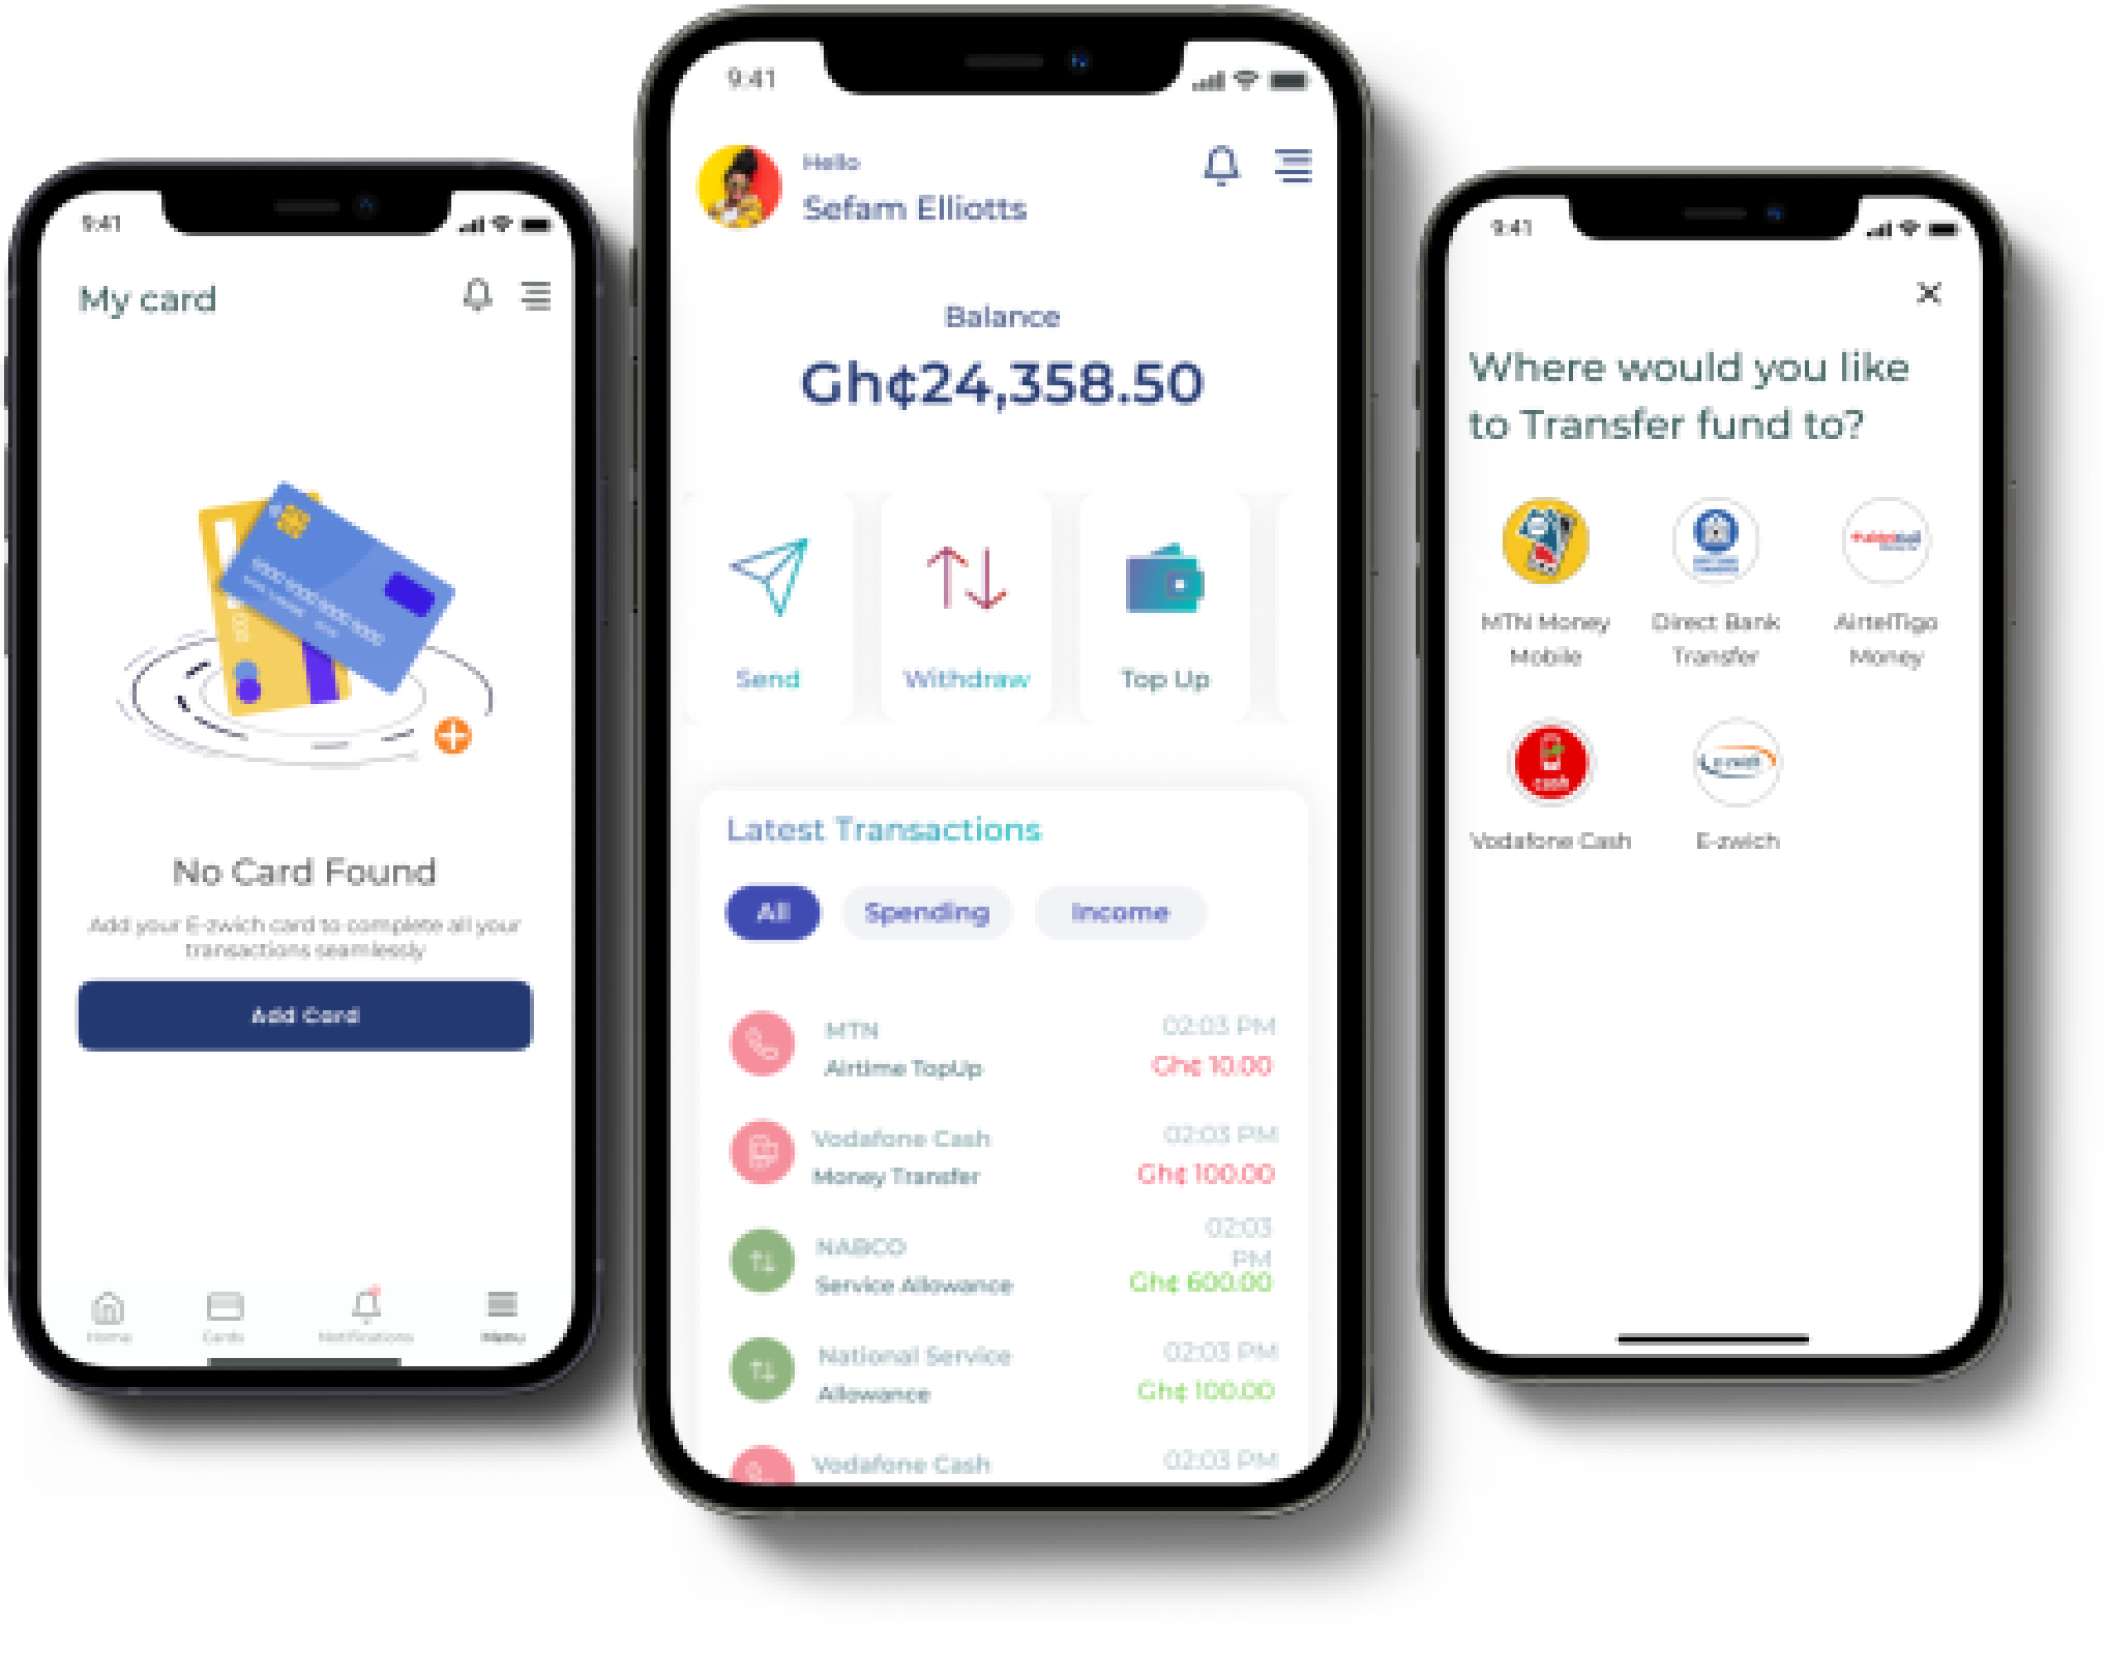 9:41
My card
No Card Found
Add your E-zwich card to complete all your
transactions seamlessly
Add Card
Home
Cards
Notifications
Menu
9:41
Hello
Sefam Elliotts
Balance
Gh¢24,358.50
Send
Withdraw
Top Up
Latest Transactions
All
Spending
Income
MTN
02:03 PM
Airtime TopUp
Gh¢ 10.00
Vodafone Cash
02:03 PM
Money Transfer
Gh¢ 100.00
NABCO
02:03
PM
Service Allowance
Gh¢ 600.00
National Service
02:03 PM
Allowance
Gh¢ 100.00
Vodafone Cash
02:03 PM
9:41
Where would you like
to Transfer fund to?
MTN Money
Mobile
Direct Bank
Transfer
AirtelTigo
Money
cash
Vodafone Cash
e-zwich
E-zwich